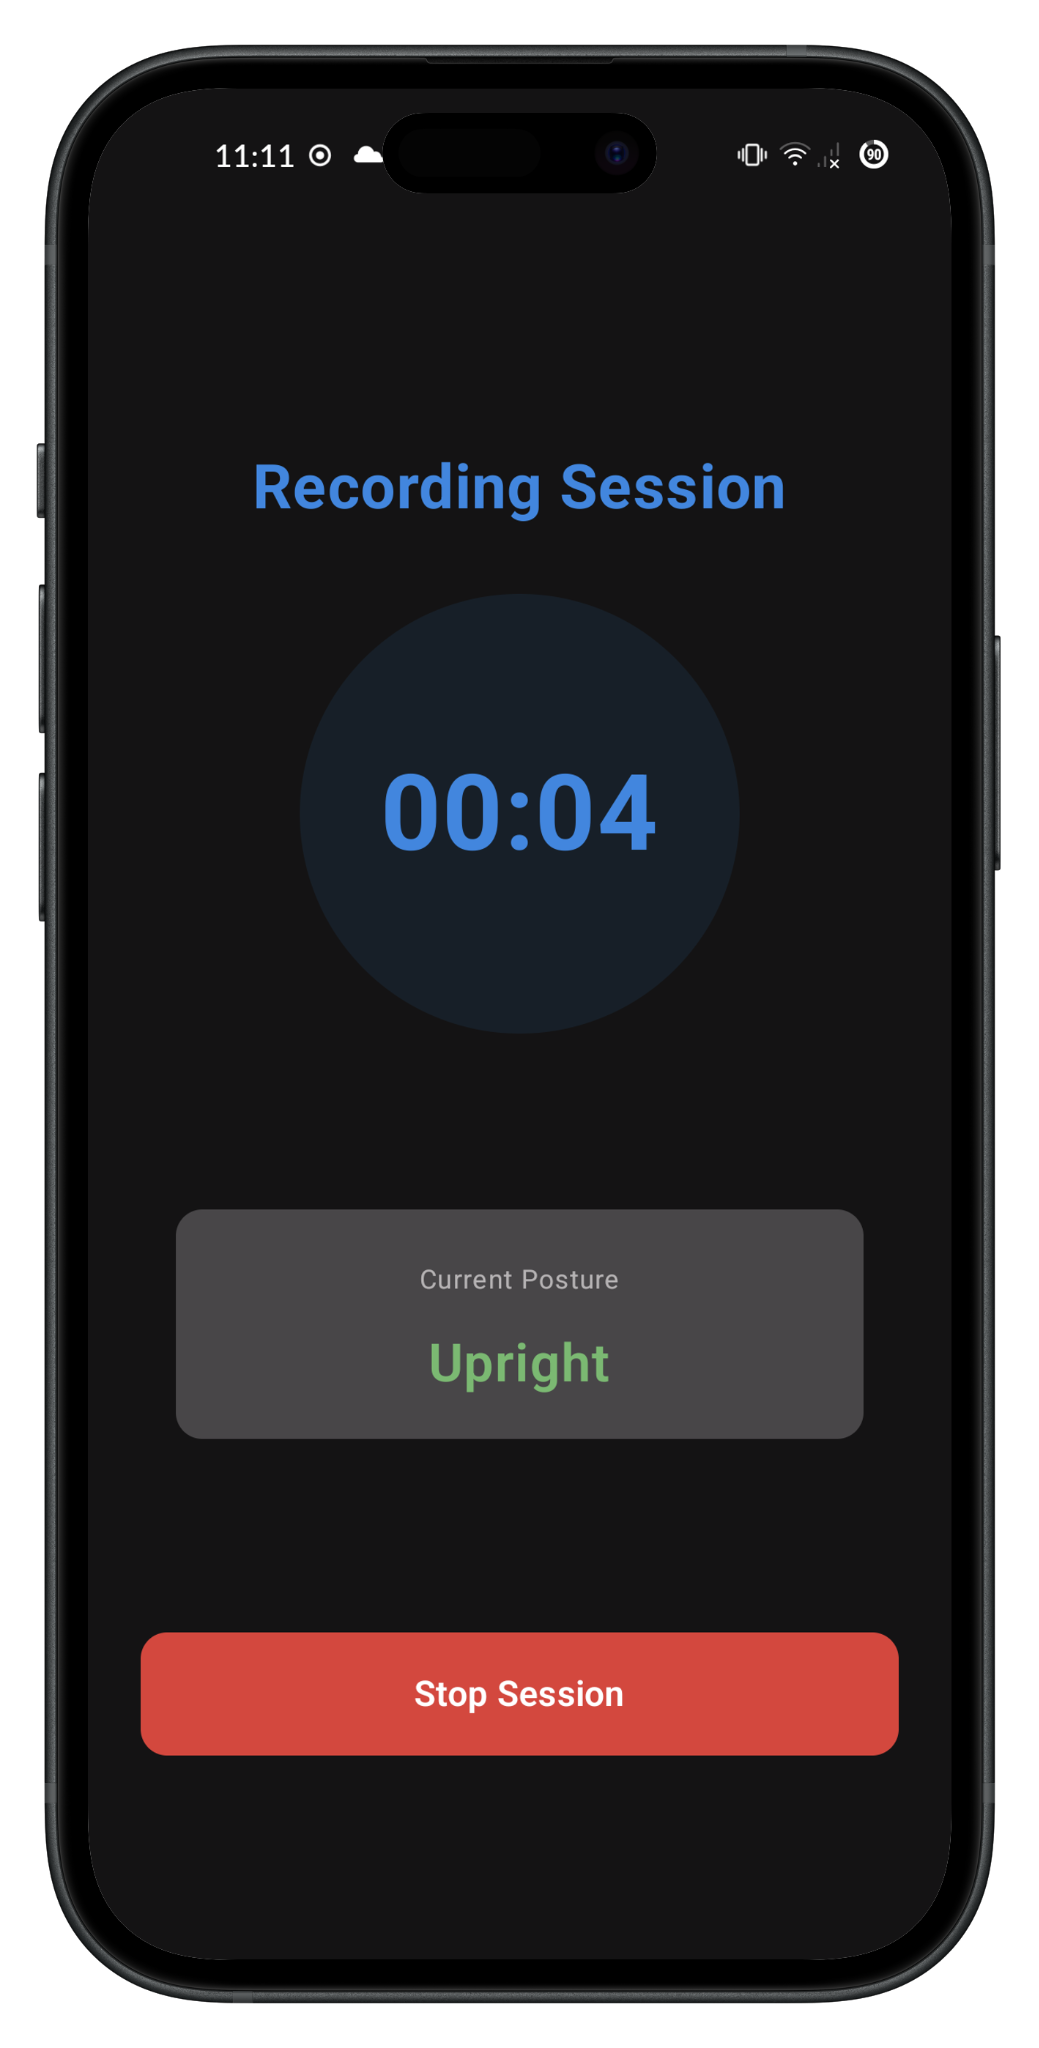 11:11 90
Recording Session
00:04
Current Posture
Upright
Stop Session